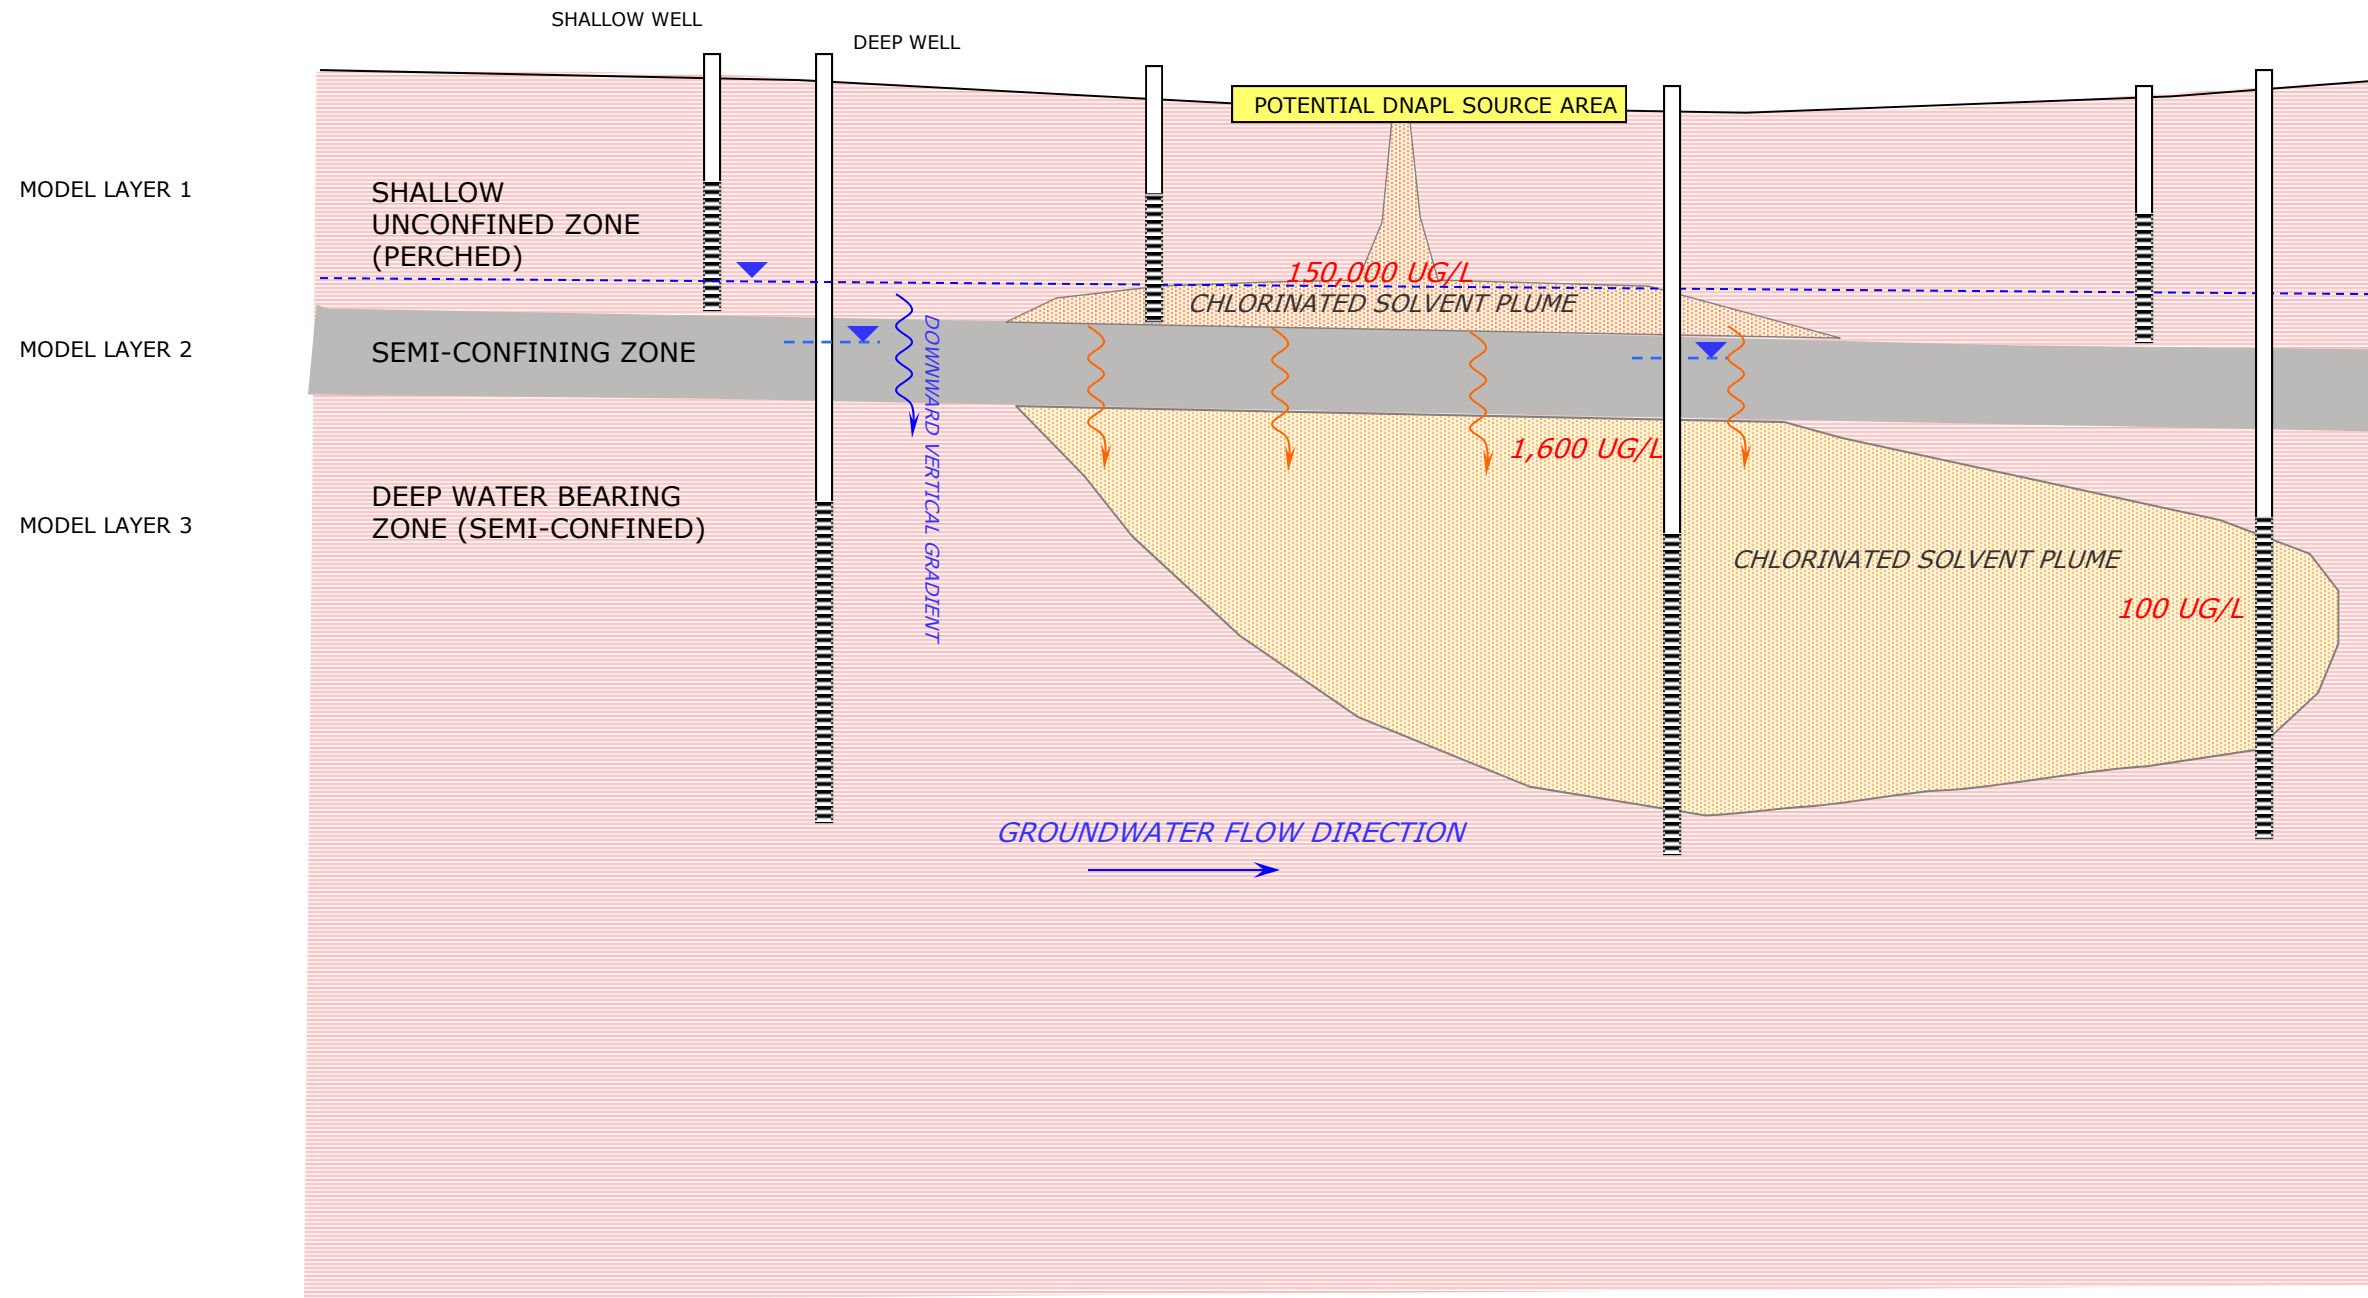 SHALLOW WELL
DEEP WELL
POTENTIAL DNAPL SOURCE AREA
MODEL LAYER 1
SHALLOW
UNCONFINED ZONE
(PERCHED)
150,000 UG/L
CHLORINATED SOLVENT PLUME
MODEL LAYER 2
SEMI-CONFINING ZONE
DOWNWARD VERTICAL GRADIENT
1,600 UG/L
MODEL LAYER 3
DEEP WATER BEARING
ZONE (SEMI-CONFINED)
CHLORINATED SOLVENT PLUME
100 UG/L
GROUNDWATER FLOW DIRECTION